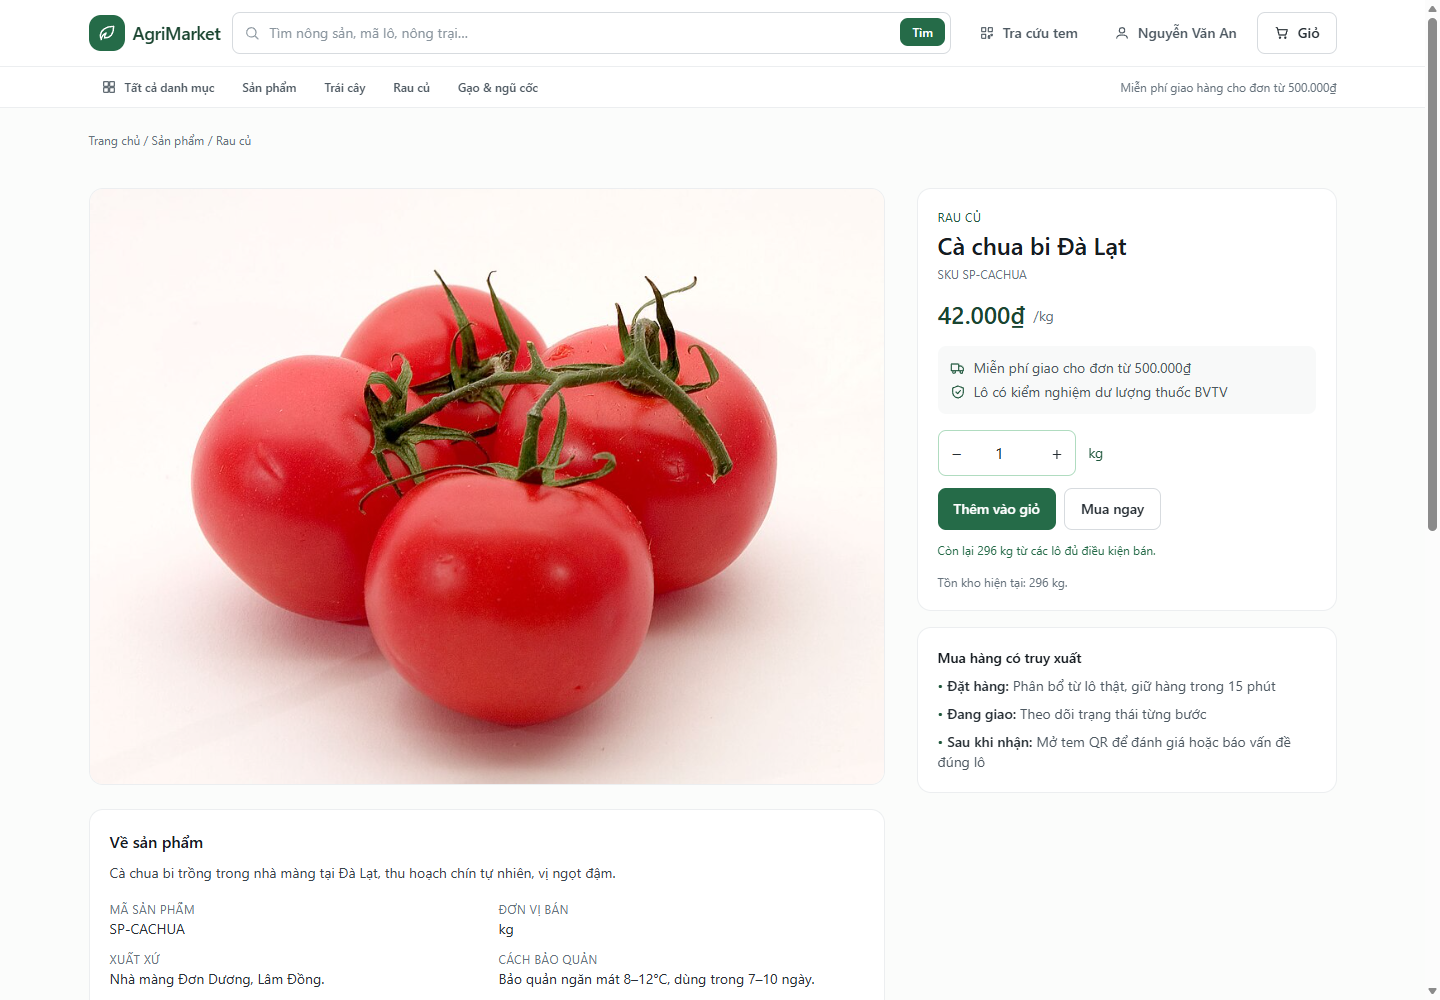 AgriMarket
Tìm nông sản, mã lô, nông trại...
Tìm
Tra cứu tem
Nguyễn Văn An
Giỏ
Tất cả danh mục
Sản phẩm
Trái cây
Rau củ
Gạo & ngũ cốc
Miễn phí giao hàng cho đơn từ 500.000₫
Trang chủ / Sản phẩm / Rau củ
RAU CỦ
Cà chua bi Đà Lạt
SKU SP-CACHUA
42.000₫ /kg
Miễn phí giao cho đơn từ 500.000₫
Lô có kiểm nghiệm dư lượng thuốc BVTV
− 1 + kg
Thêm vào giỏ
Mua ngay
Còn lại 296 kg từ các lô đủ điều kiện bán.
Tồn kho hiện tại: 296 kg.
Mua hàng có truy xuất
• Đặt hàng: Phân bổ từ lô thật, giữ hàng trong 15 phút
• Đang giao: Theo dõi trạng thái từng bước
• Sau khi nhận: Mở tem QR để đánh giá hoặc báo vấn đề
đúng lô
Về sản phẩm
Cà chua bi trồng trong nhà màng tại Đà Lạt, thu hoạch chín tự nhiên, vị ngọt đậm.
MÃ SẢN PHẨM
SP-CACHUA
ĐƠN VỊ BÁN
kg
XUẤT XỨ
Nhà màng Đơn Dương, Lâm Đồng.
CÁCH BẢO QUẢN
Bảo quản ngăn mát 8–12°C, dùng trong 7–10 ngày.